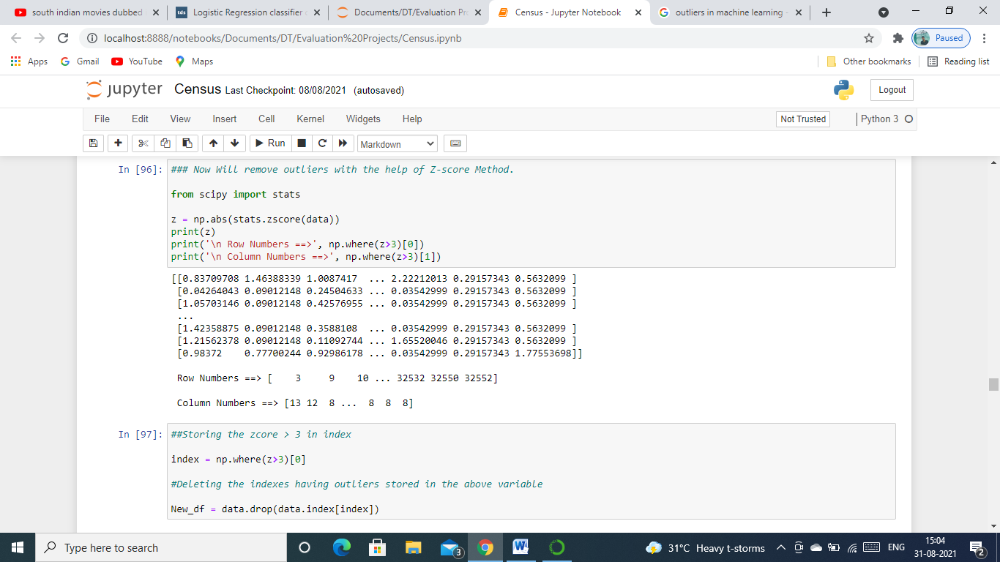 south indian movies dubbed
tds Logistic Regression classifier
Documents/DT/Evaluation Pr
Census - Jupyter Notebook
outliers in machine learning -
localhost:8888/notebooks/Documents/DT/Evaluation%20Projects/Census.ipynb
Paused
Apps Gmail YouTube Maps Other bookmarks Reading list
jupyter Census Last Checkpoint: 08/08/2021 (autosaved) Logout
File Edit View Insert Cell Kernel Widgets Help Not Trusted Python 3
Run Markdown
In [96]: ### Now Will remove outliers with the help of Z-score Method.
from scipy import stats
z = np.abs(stats.zscore(data))
print(z)
print('\n Row Numbers ==>', np.where(z>3)[0])
print('\n Column Numbers ==>', np.where(z>3)[1])
[[0.83709708 1.46388339 1.0087417  ... 2.22212013 0.29157343 0.5632099 ]
[0.04264043 0.09012148 0.24504633 ... 0.03542999 0.29157343 0.5632099 ]
[1.05703146 0.09012148 0.42576955 ... 0.03542999 0.29157343 0.5632099 ]
...
[1.42358875 0.09012148 0.3588108  ... 0.03542999 0.29157343 0.5632099 ]
[1.21562378 0.09012148 0.11092744 ... 1.65520046 0.29157343 0.5632099 ]
[0.98372    0.77700244 0.92986178 ... 0.03542999 0.29157343 1.77553698]]
Row Numbers ==> [    3     9    10 ... 32532 32550 32552]
Column Numbers ==> [13 12  8 ...  8  8  8]
In [97]: ##Storing the zcore > 3 in index
index = np.where(z>3)[0]
#Deleting the indexes having outliers stored in the above variable
New_df = data.drop(data.index[index])
Type here to search
3
31°C Heavy t-storms
ENG
15:04
31-08-2021
2